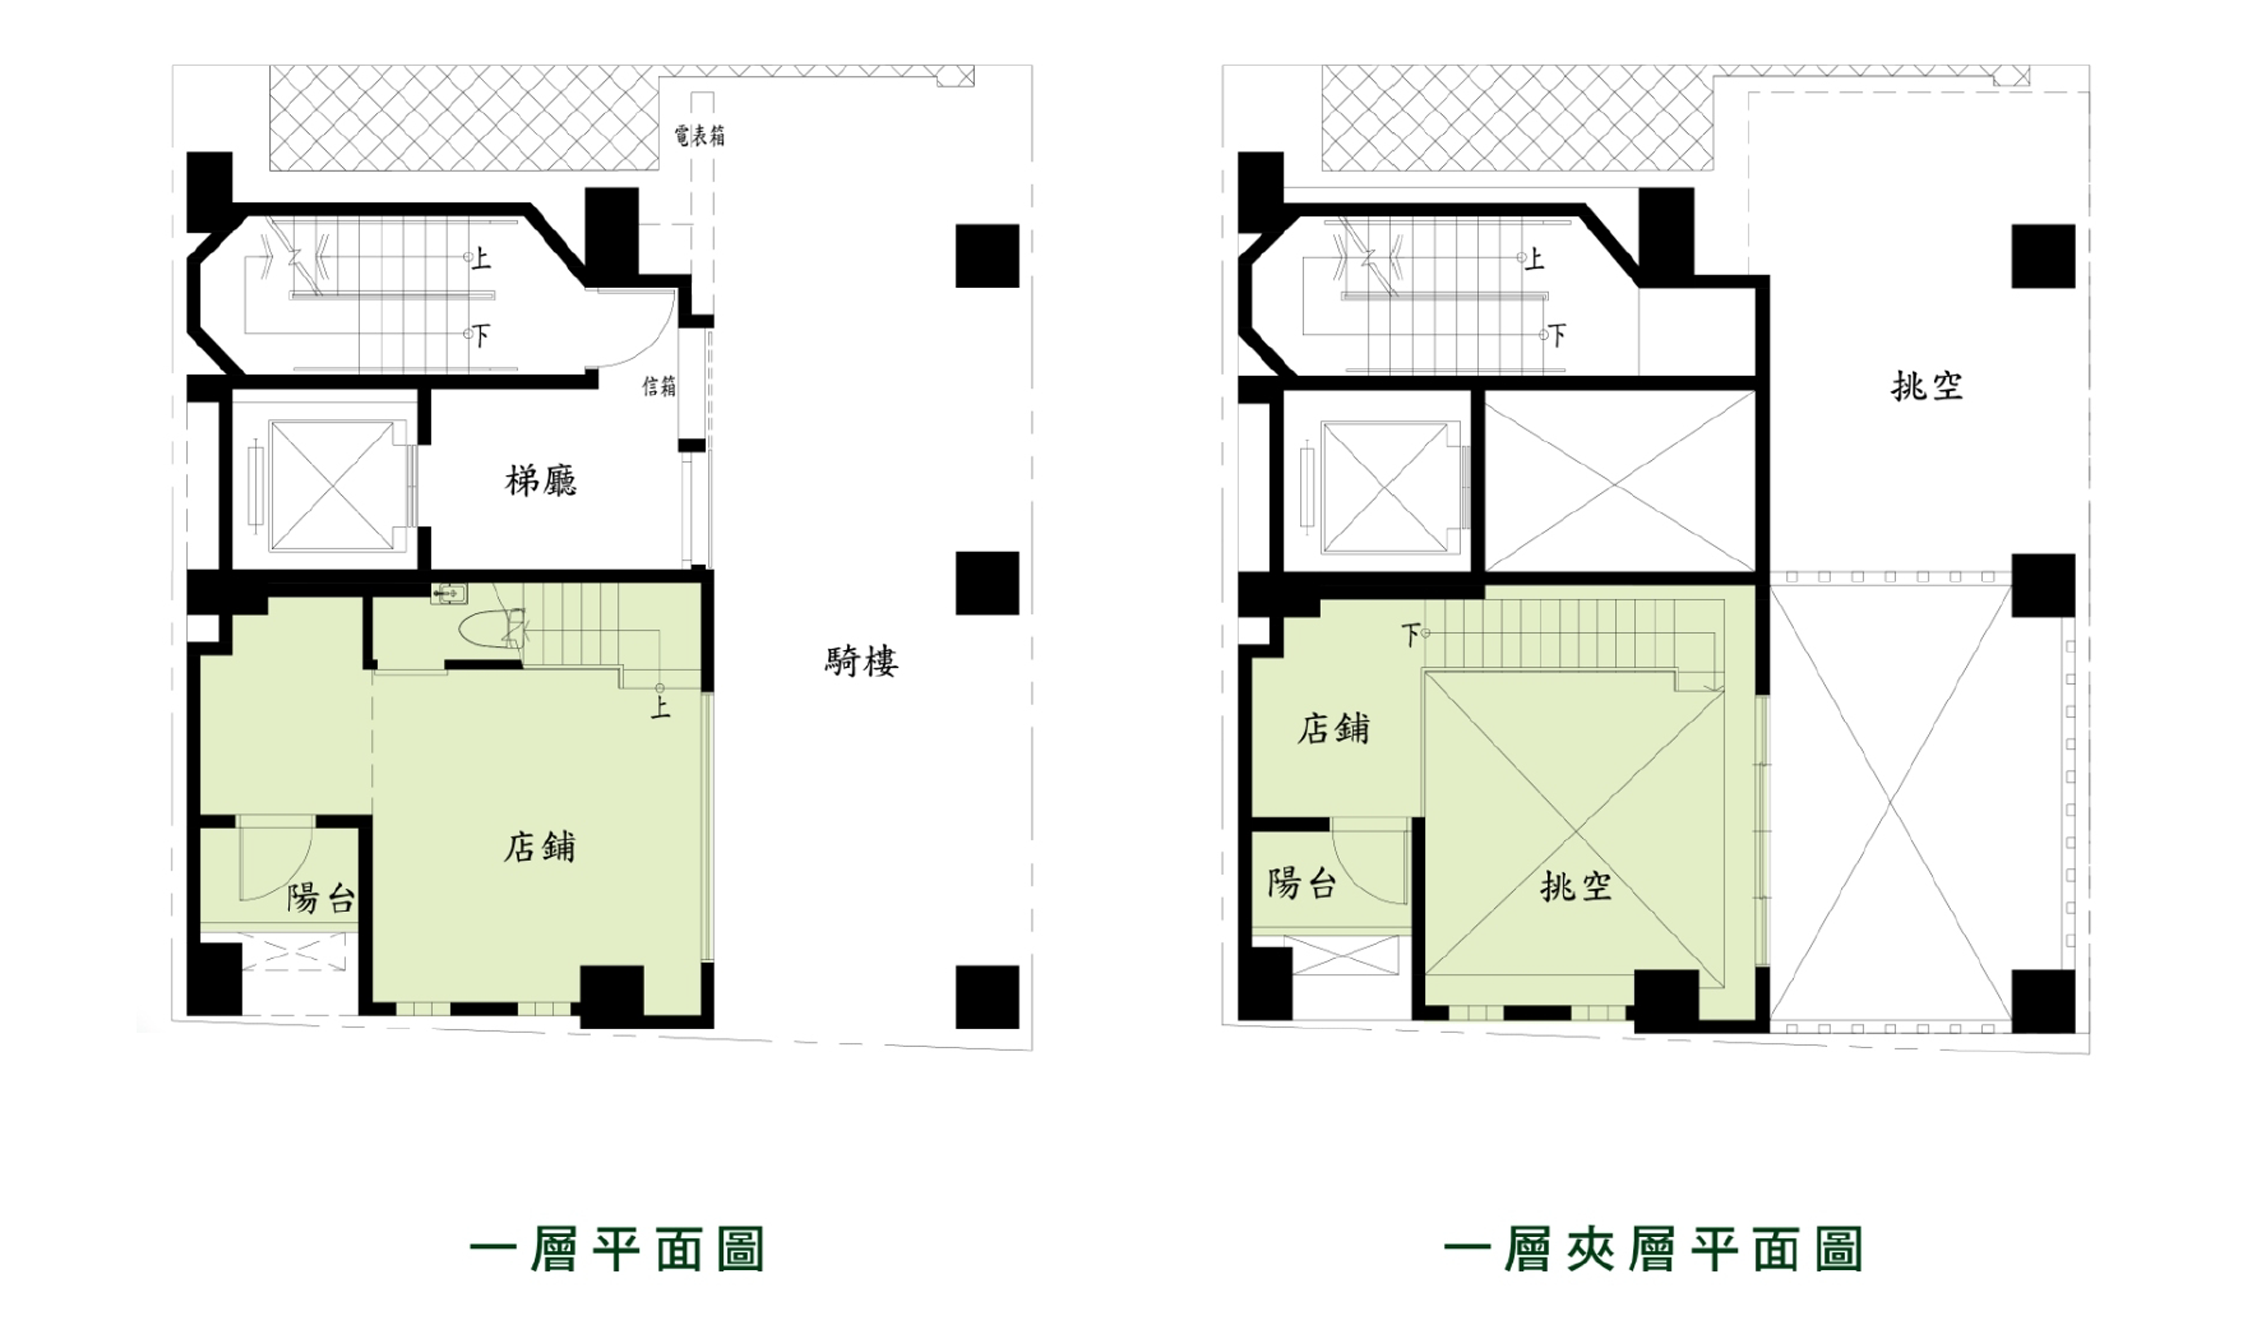 電表箱
上
下
信箱
梯廳
騎樓
上
店鋪
陽台
一層平面圖
上
下
挑空
下
店鋪
陽台
挑空
一層夾層平面圖